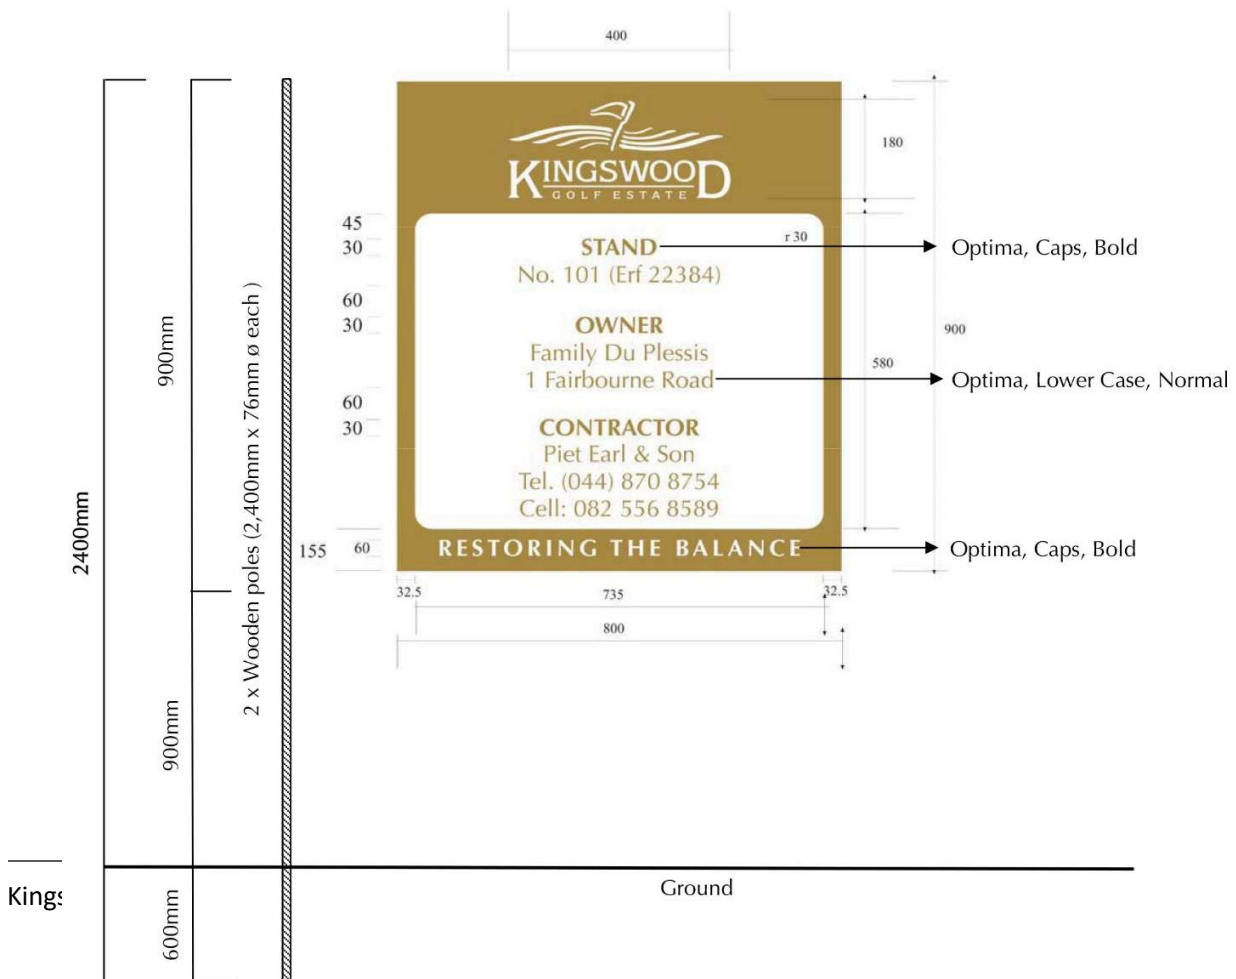 400
KINGSWOOD
GOLF ESTATE
180
45
30
STAND
r 30
Optima, Caps, Bold
No. 101 (Erf 22384)
60
30
OWNER
900
Family Du Plessis
580
1 Fairbourne Road
Optima, Lower Case, Normal
60
30
CONTRACTOR
Piet Earl & Son
Tel. (044) 870 8754
Cell: 082 556 8589
155
60
RESTORING THE BALANCE
Optima, Caps, Bold
32.5
735
32.5
800
2400mm
900mm
900mm
600mm
2 x Wooden poles (2,400mm x 76mm ø each )
Ground
Kings